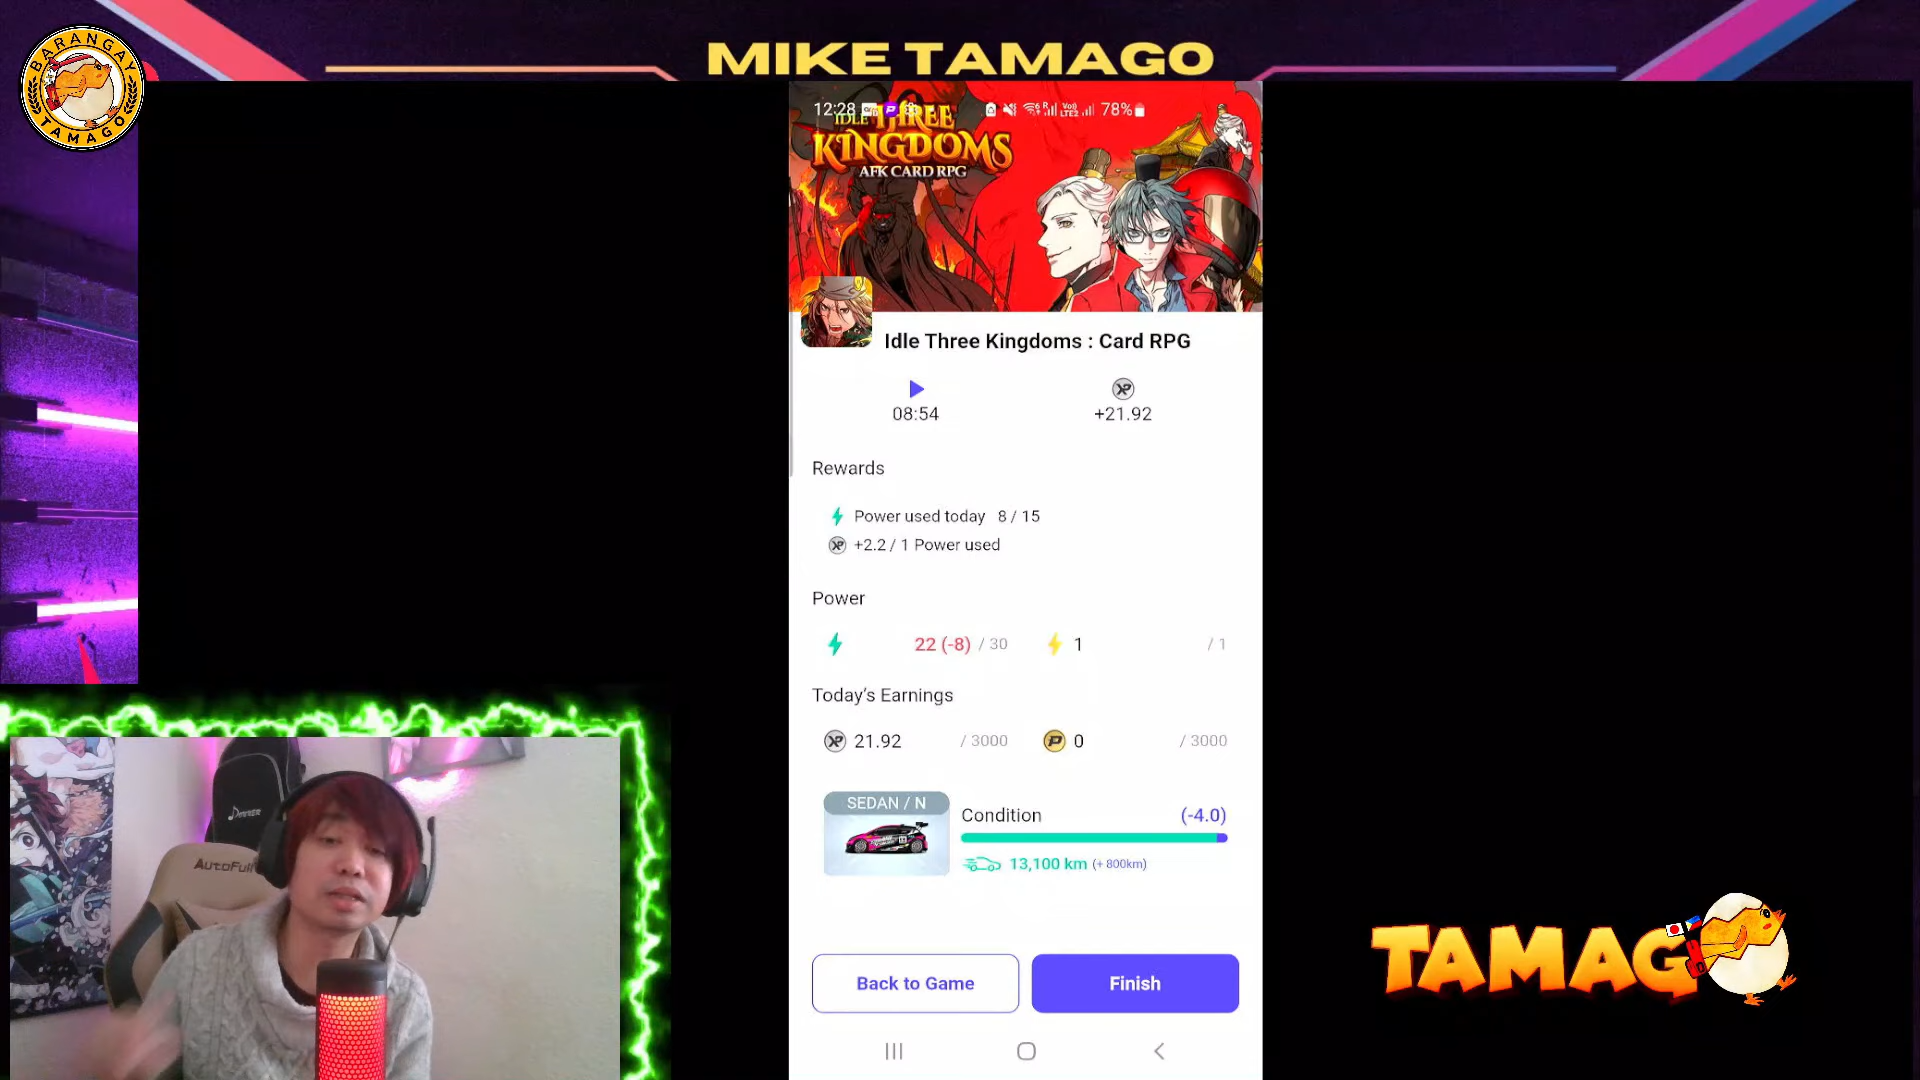 MIKE TAMAGO
BARANGAY
TAMAGO
12:28
78%
IDLE THREE
KINGDOMS
AFK CARD RPG
Idle Three Kingdoms : Card RPG
08:54
+21.92
Rewards
Power used today 8 / 15
+2.2 / 1 Power used
Power
22 (-8) / 30
1 / 1
Today's Earnings
21.92 / 3000
P 0 / 3000
SEDAN / N
Condition (-4.0)
13,100 km (+ 800km)
Back to Game
Finish
AutoFull
TAMAGO